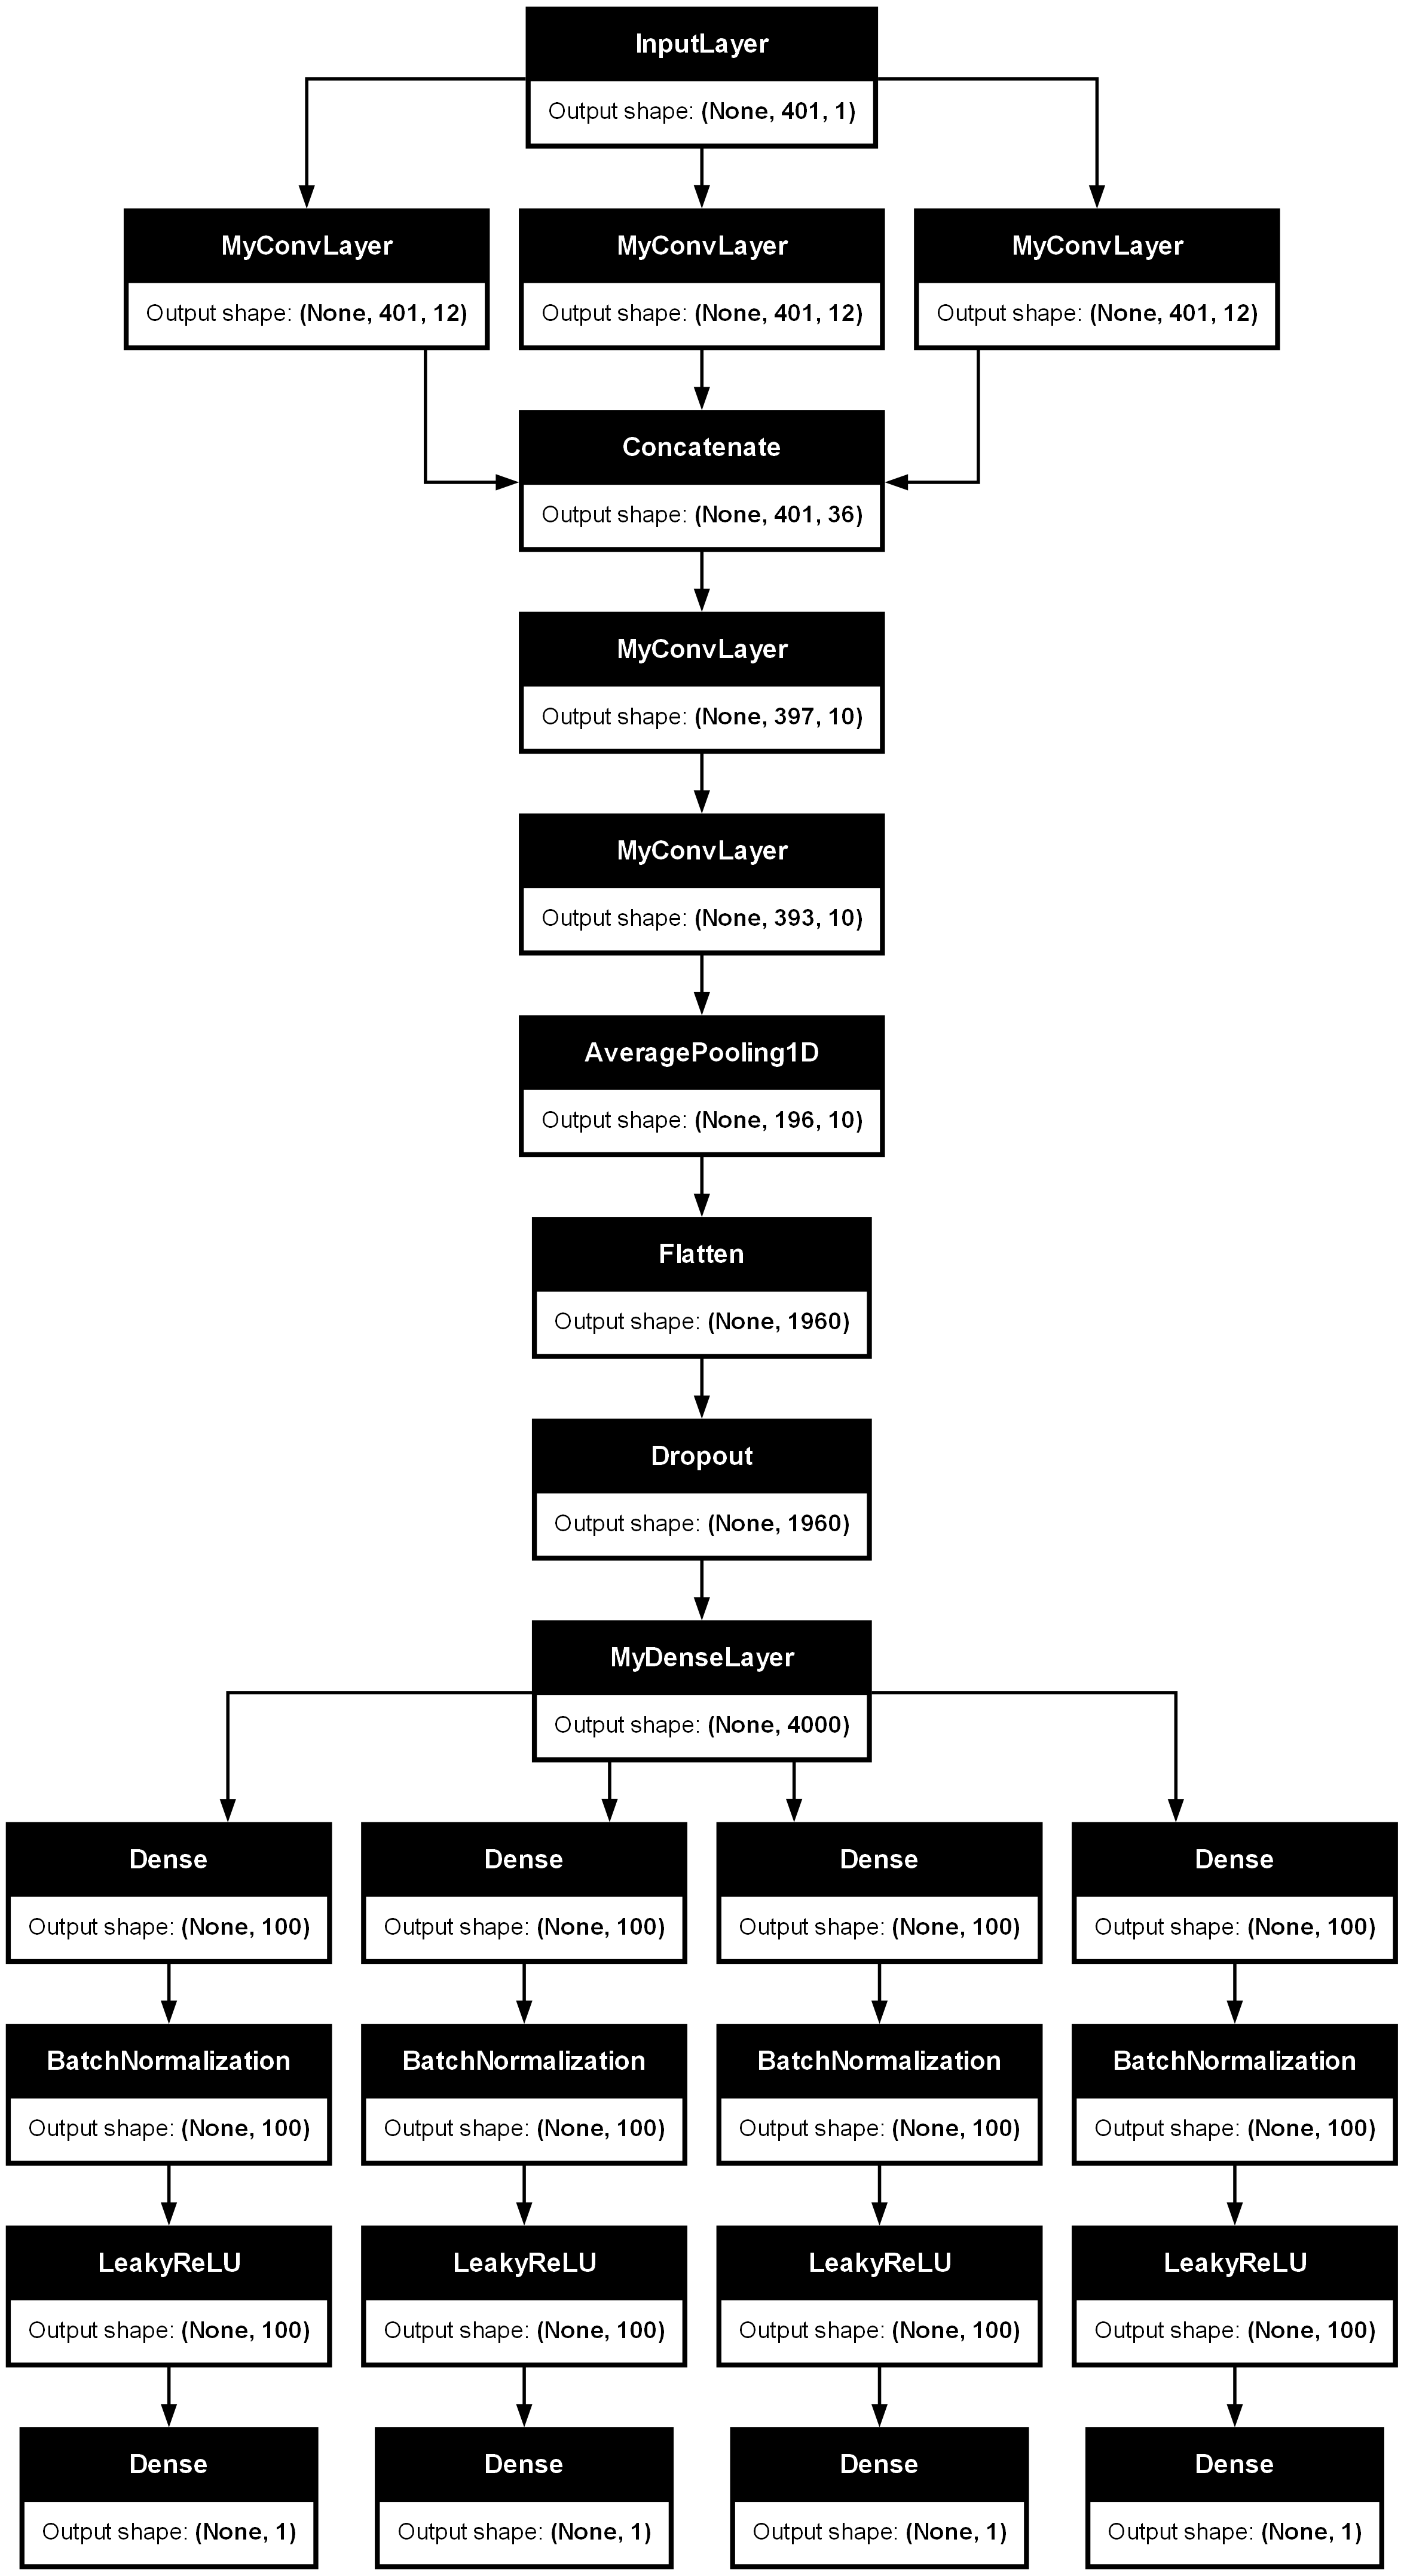 InputLayer
Output shape: (None, 401, 1)
MyConvLayer
Output shape: (None, 401, 12)
MyConvLayer
Output shape: (None, 401, 12)
MyConvLayer
Output shape: (None, 401, 12)
Concatenate
Output shape: (None, 401, 36)
MyConvLayer
Output shape: (None, 397, 10)
MyConvLayer
Output shape: (None, 393, 10)
AveragePooling1D
Output shape: (None, 196, 10)
Flatten
Output shape: (None, 1960)
Dropout
Output shape: (None, 1960)
MyDenseLayer
Output shape: (None, 4000)
Dense
Output shape: (None, 100)
Dense
Output shape: (None, 100)
Dense
Output shape: (None, 100)
Dense
Output shape: (None, 100)
BatchNormalization
Output shape: (None, 100)
BatchNormalization
Output shape: (None, 100)
BatchNormalization
Output shape: (None, 100)
BatchNormalization
Output shape: (None, 100)
LeakyReLU
Output shape: (None, 100)
LeakyReLU
Output shape: (None, 100)
LeakyReLU
Output shape: (None, 100)
LeakyReLU
Output shape: (None, 100)
Dense
Output shape: (None, 1)
Dense
Output shape: (None, 1)
Dense
Output shape: (None, 1)
Dense
Output shape: (None, 1)